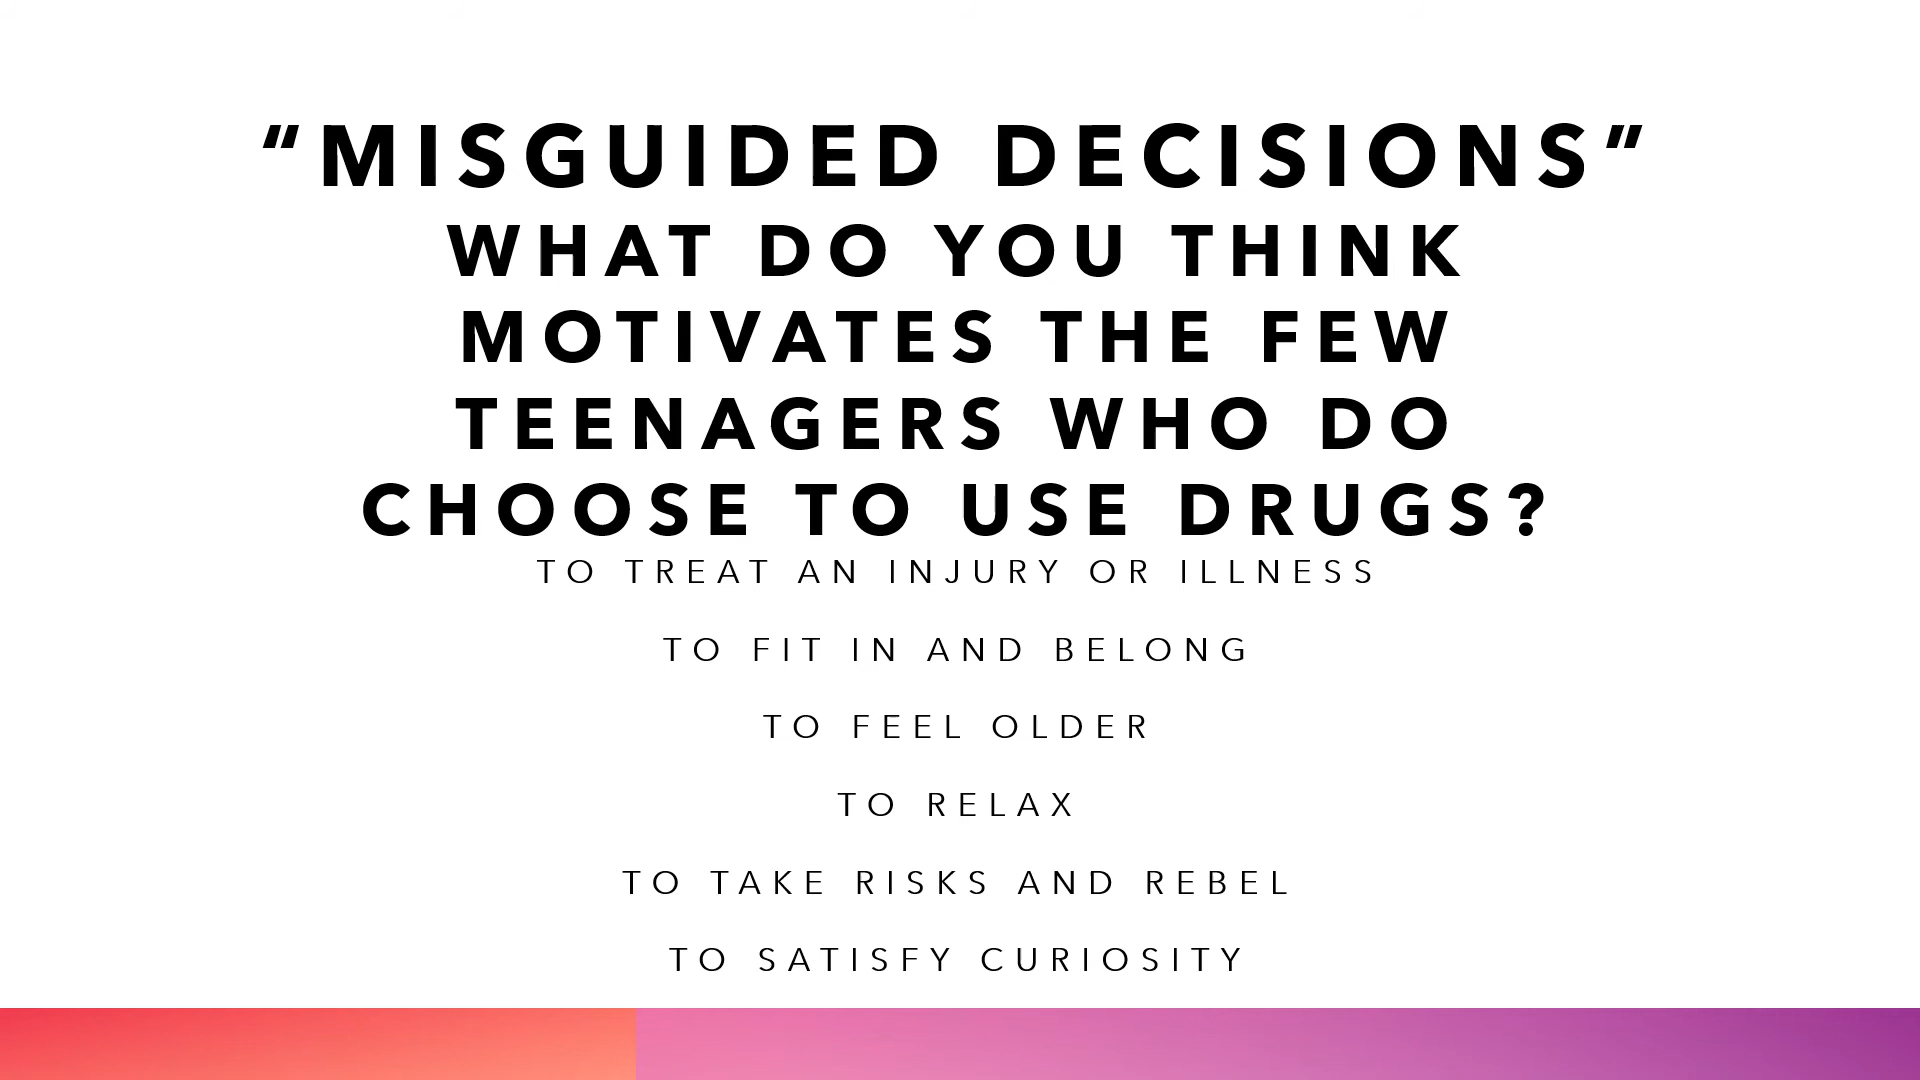 “MISGUIDED DECISIONS”
WHAT DO YOU THINK
MOTIVATES THE FEW
TEENAGERS WHO DO
CHOOSE TO USE DRUGS?
TO TREAT AN INJURY OR ILLNESS
TO FIT IN AND BELONG
TO FEEL OLDER
TO RELAX
TO TAKE RISKS AND REBEL
TO SATISFY CURIOSITY